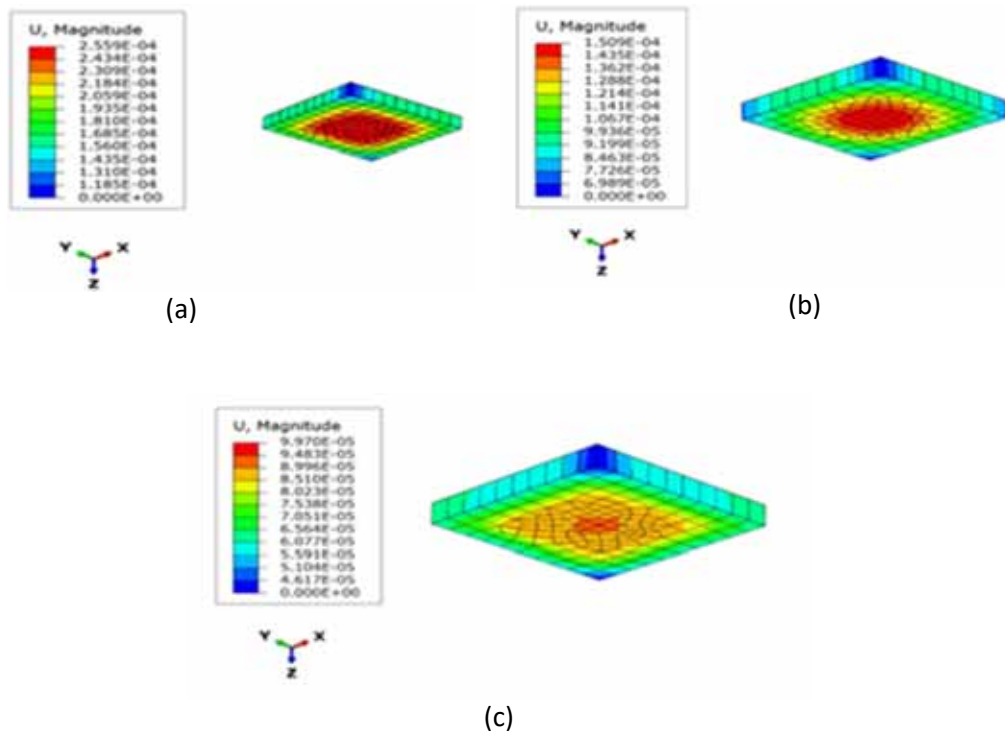 U, Magnitude
2.559E-04
2.434E-04
2.309E-04
2.184E-04
2.059E-04
1.935E-04
1.810E-04
1.685E-04
1.560E-04
1.435E-04
1.310E-04
1.185E-04
0.000E+00
Y X
Z
(a)
U, Magnitude
1.509E-04
1.435E-04
1.362E-04
1.288E-04
1.214E-04
1.141E-04
1.067E-04
9.936E-05
9.199E-05
8.463E-05
7.726E-05
6.989E-05
0.000E+00
Y X
Z
(b)
U, Magnitude
9.970E-05
9.483E-05
8.996E-05
8.510E-05
8.023E-05
7.538E-05
7.051E-05
6.564E-05
6.077E-05
5.591E-05
5.104E-05
4.617E-05
0.000E+00
Y X
Z
(c)